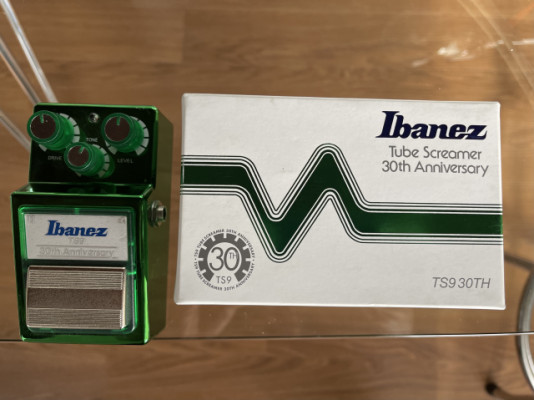 DRIVE
TONE
LEVEL
Ibanez
TS9
30th Anniversary
Ibanez
Tube Screamer
30th Anniversary
30TH
TS9
TS9 30TH